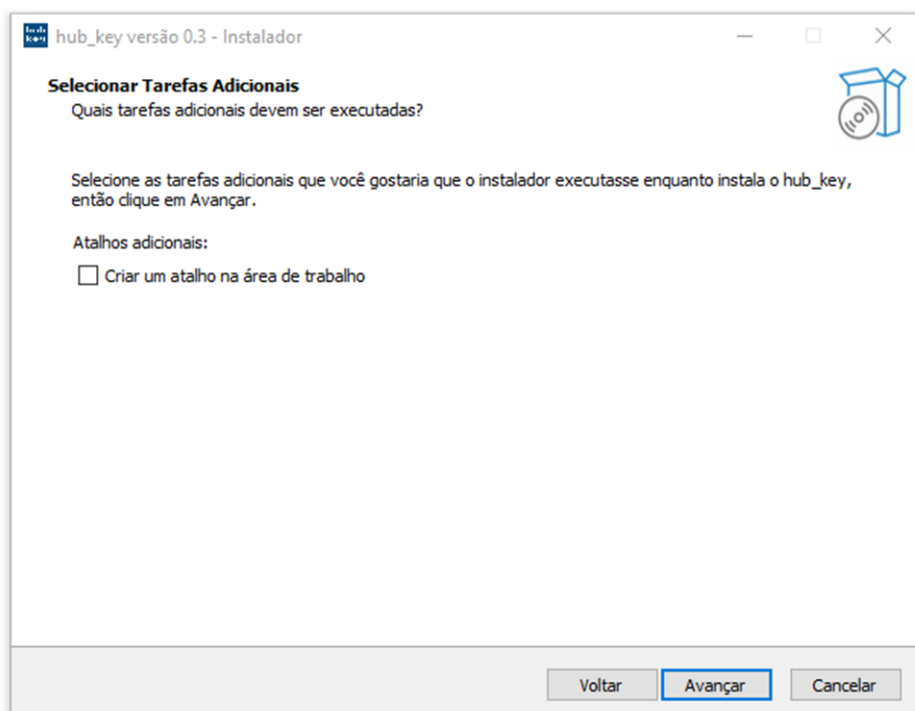 hub
key
hub_key versão 0.3 - Instalador
Selecionar Tarefas Adicionais
Quais tarefas adicionais devem ser executadas?
Selecione as tarefas adicionais que você gostaria que o instalador executasse enquanto instala o hub_key,
então clique em Avançar.
Atalhos adicionais:
Criar um atalho na área de trabalho
Voltar
Avançar
Cancelar